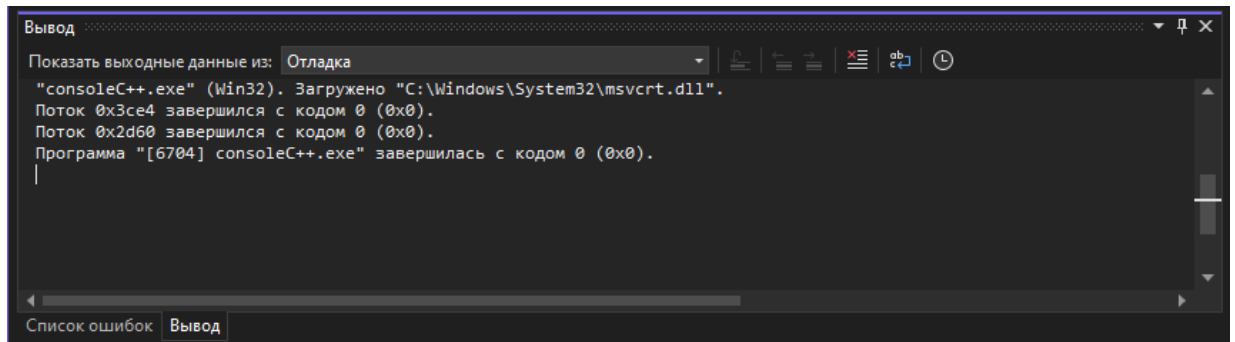 Вывод
Показать выходные данные из: Отладка
"consoleC++.exe" (Win32). Загружено "C:\Windows\System32\msvcrt.dll".
Поток 0x3ce4 завершился с кодом 0 (0x0).
Поток 0x2d60 завершился с кодом 0 (0x0).
Программа "[6704] consoleC++.exe" завершилась с кодом 0 (0x0).
Список ошибок Вывод